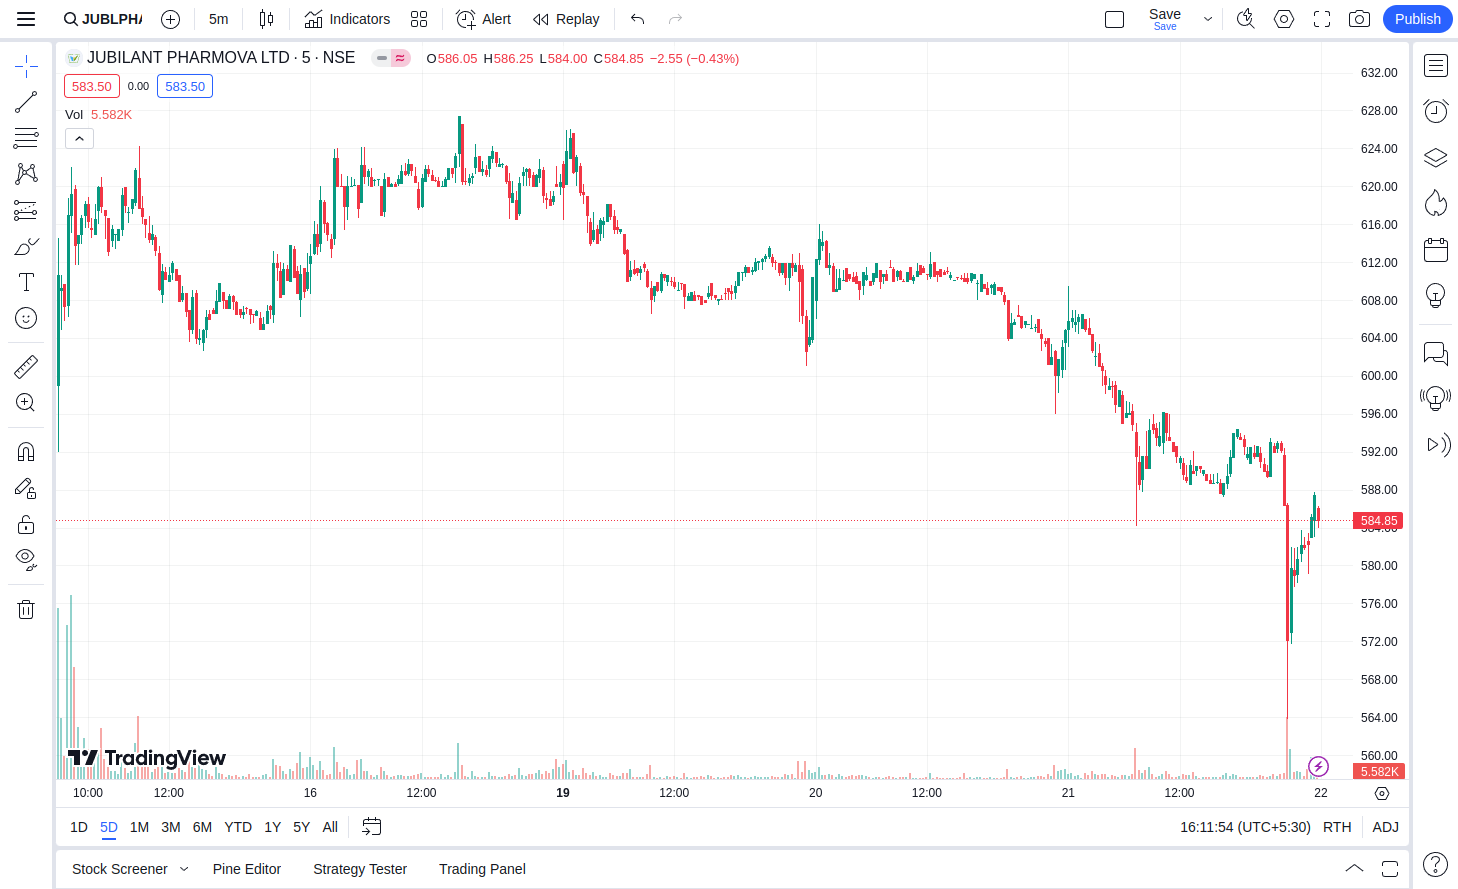 JUBLPHA
5m
Indicators
Alert
Replay
Save
Save
Publish
JUBILANT PHARMOVA LTD · 5 · NSE
O586.05 H586.25 L584.00 C584.85 −2.55 (−0.43%)
583.50 0.00 583.50
Vol 5.582K
632.00
628.00
624.00
620.00
616.00
612.00
608.00
604.00
600.00
596.00
592.00
588.00
584.85
584.00
580.00
576.00
572.00
568.00
564.00
560.00
5.582K
TradingView
10:00 12:00 16 12:00 19 12:00 20 12:00 21 12:00 22
1D 5D 1M 3M 6M YTD 1Y 5Y All
16:11:54 (UTC+5:30) RTH ADJ
Stock Screener Pine Editor Strategy Tester Trading Panel